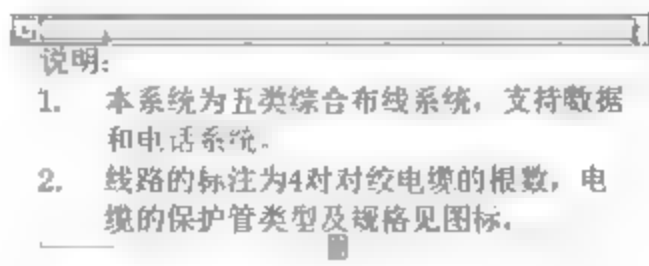 说明:
1. 本系统为五类综合布线系统，支持数据
和电话系统。
2. 线路的标注为4对对绞电缆的根数，电
缆的保护管类型及规格见图标。